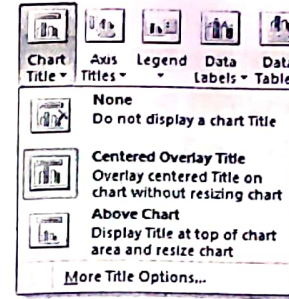 Chart Axis Legend Data Data
Title Titles Labels Table
None
Do not display a chart Title
Centered Overlay Title
Overlay centered Title on
chart without resizing chart
Above Chart
Display Title at top of chart
area and resize chart
More Title Options...